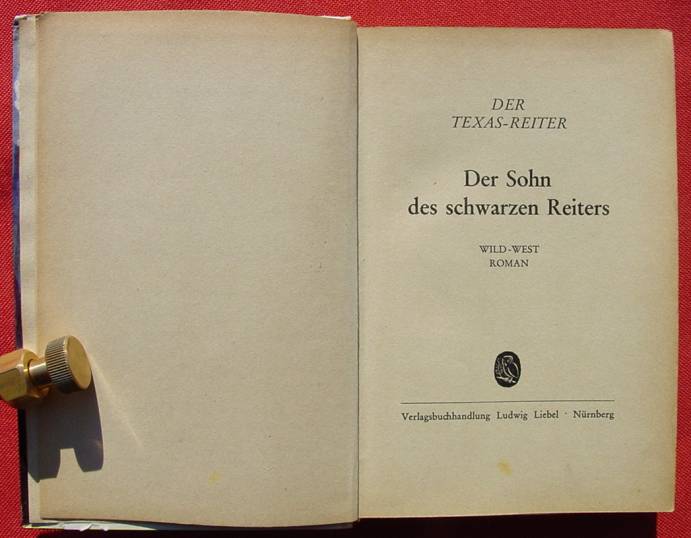 DER
TEXAS-REITER
Der Sohn
des schwarzen Reiters
WILD-WEST
ROMAN
Verlagsbuchhandlung Ludwig Liebel · Nürnberg